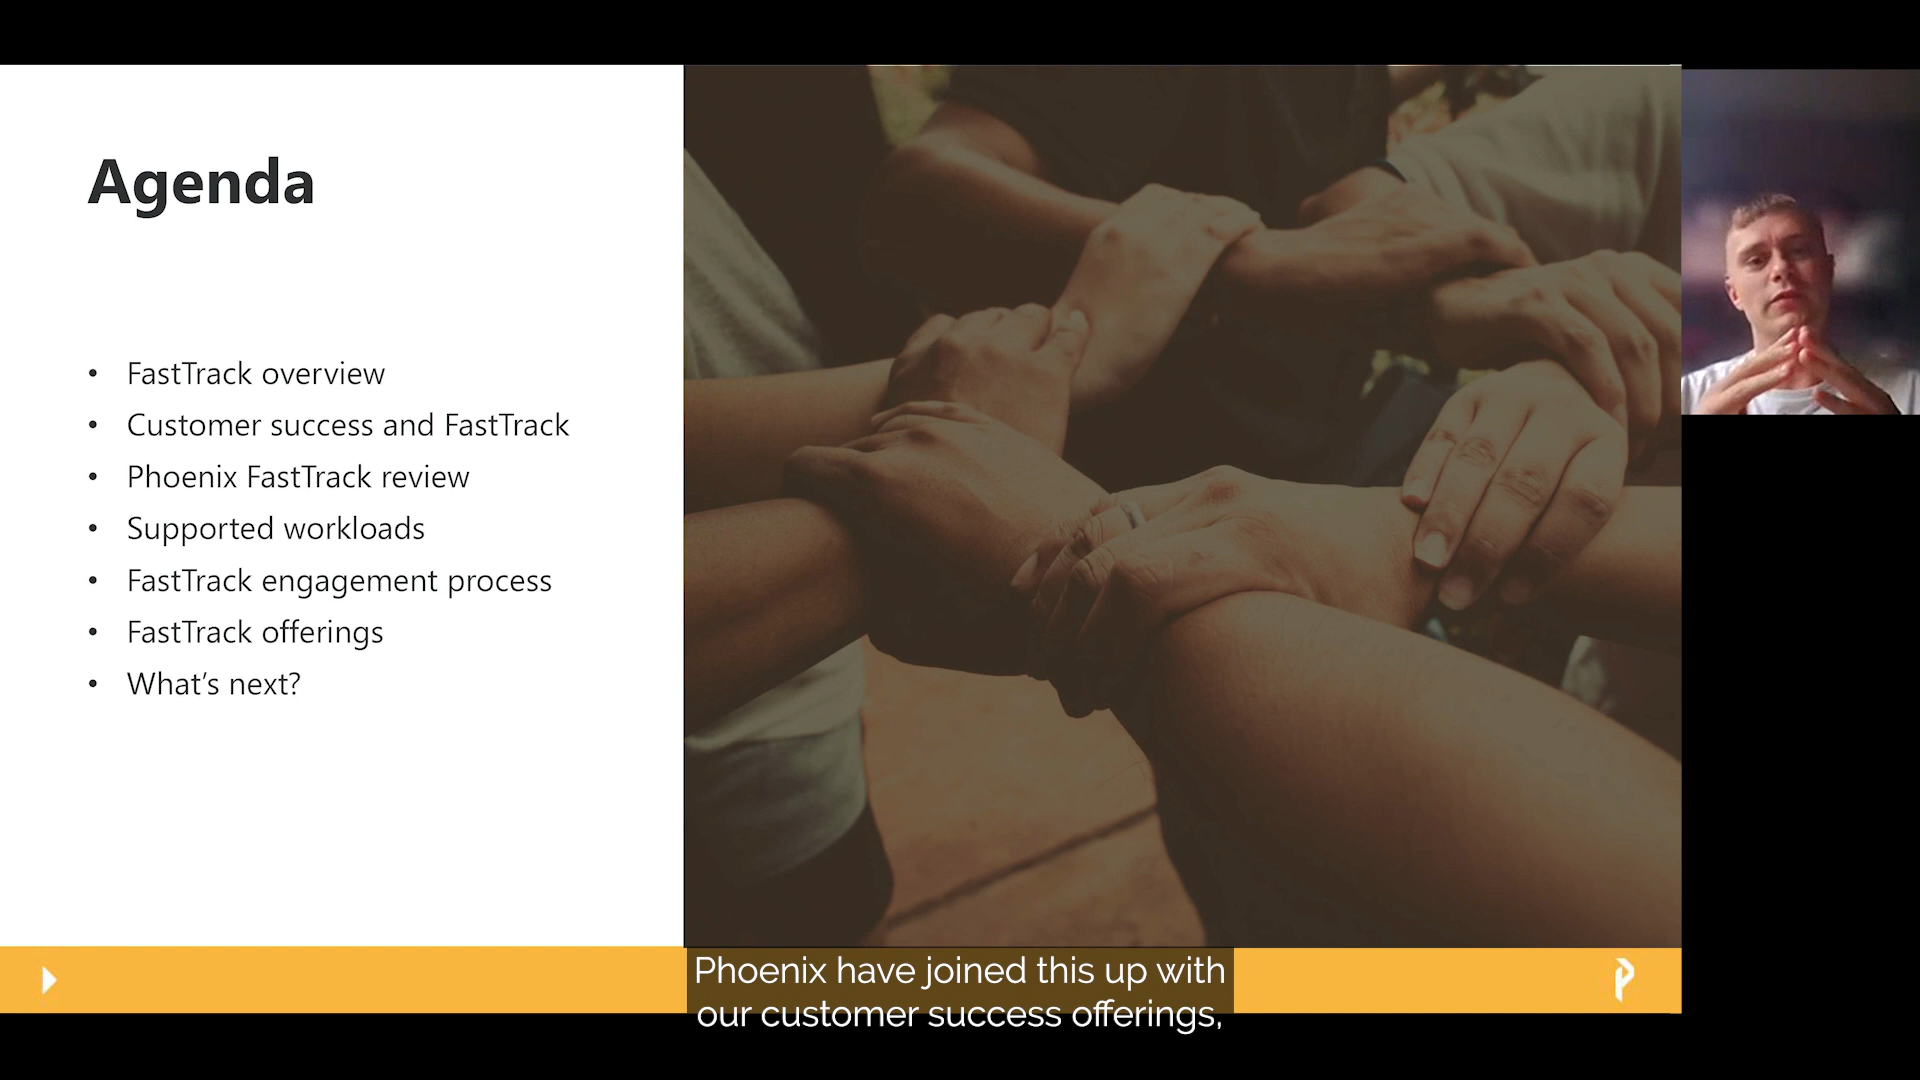 Agenda
• FastTrack overview
• Customer success and FastTrack
• Phoenix FastTrack review
• Supported workloads
• FastTrack engagement process
• FastTrack offerings
• What’s next?
Phoenix have joined this up with
our customer success offerings,